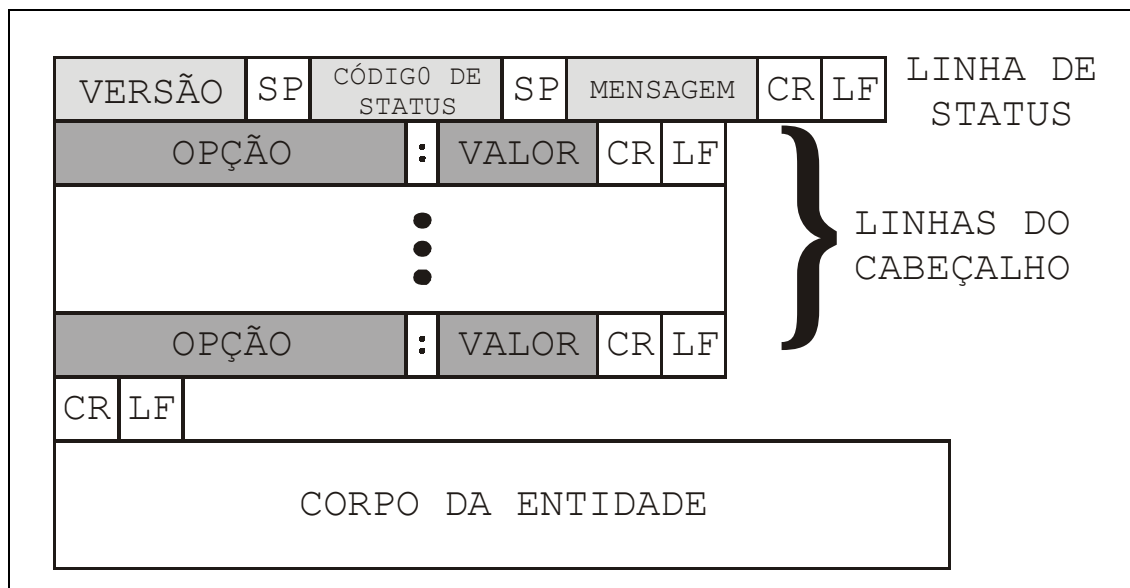 VERSÃO SP CÓDIGO DE STATUS SP MENSAGEM CR LF LINHA DE STATUS
OPÇÃO : VALOR CR LF
LINHAS DO CABEÇALHO
OPÇÃO : VALOR CR LF
CR LF
CORPO DA ENTIDADE